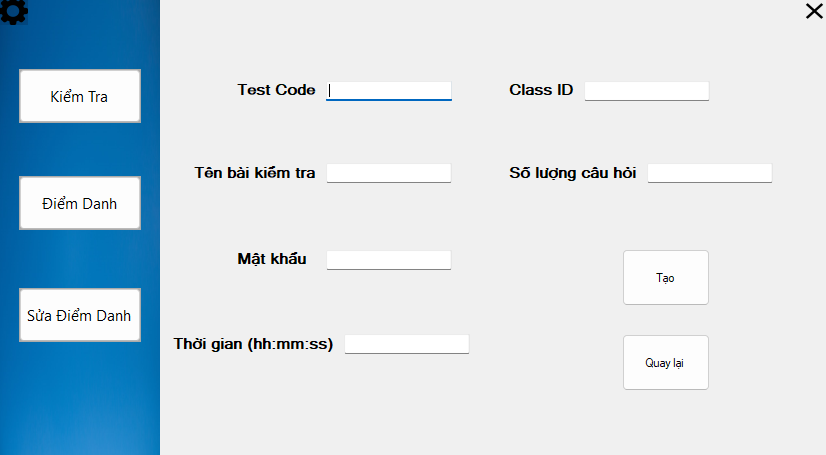 Kiểm Tra
Điểm Danh
Sửa Điểm Danh
Test Code
Class ID
Tên bài kiểm tra
Số lượng câu hỏi
Mật khẩu
Tạo
Thời gian (hh:mm:ss)
Quay lại